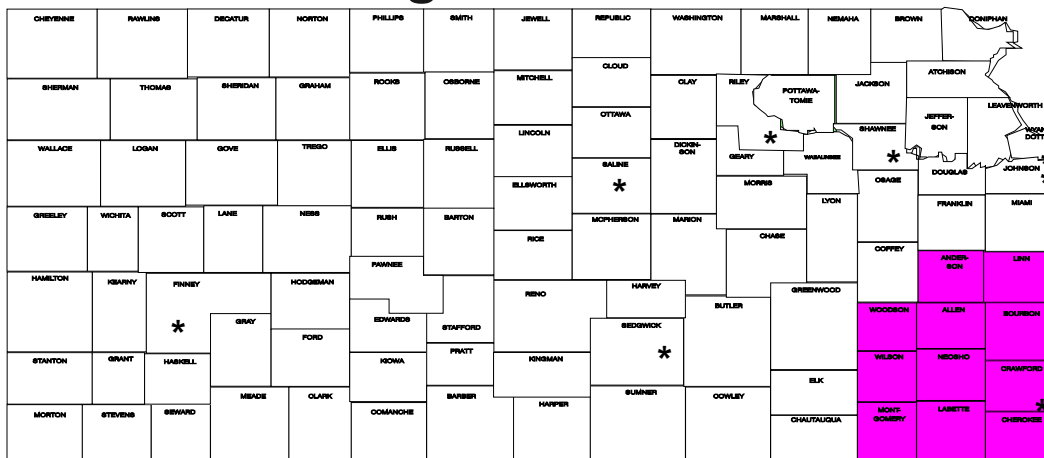 CHEYENNE
RAWLINS
DECATUR
NORTON
PHILLIPS
SMITH
JEWELL
REPUBLIC
WASHINGTON
MARSHALL
NEMAHA
BROWN
DONIPHAN
SHERMAN
THOMAS
SHERIDAN
GRAHAM
ROOKS
OSBORNE
MITCHELL
CLOUD
CLAY
RILEY
POTTAWA-
TOMIE
JACKSON
ATCHISON
LEAVENWORTH
JEFFER-
SON
OTTAWA
LINCOLN
WALLACE
LOGAN
GOVE
TREGO
ELLIS
RUSSELL
SALINE
*
DICKIN-
SON
GEARY
*
WABAUNSEE
SHAWNEE
*
DOUGLAS
JOHNSON
WYAN
DOTT
ELLSWORTH
MORRIS
OSAGE
LYON
FRANKLIN
MIAMI
GREELEY
WICHITA
SCOTT
LANE
NESS
RUSH
BARTON
RICE
MCPHERSON
MARION
CHASE
COFFEY
ANDER-
SON
LINN
HAMILTON
KEARNY
FINNEY
*
HODGEMAN
PAWNEE
RENO
HARVEY
BUTLER
GREENWOOD
WOODSON
ALLEN
BOURBON
GRAY
FORD
EDWARDS
STAFFORD
SEDGWICK
*
STANTON
GRANT
HASKELL
KIOWA
PRATT
KINGMAN
ELK
WILSON
NEOSHO
CRAWFORD
*
MORTON
STEVENS
SEWARD
MEADE
CLARK
COMANCHE
BARBER
HARPER
SUMNER
COWLEY
CHAUTAUQUA
MONT-
GOMERY
LABETTE
CHEROKEE